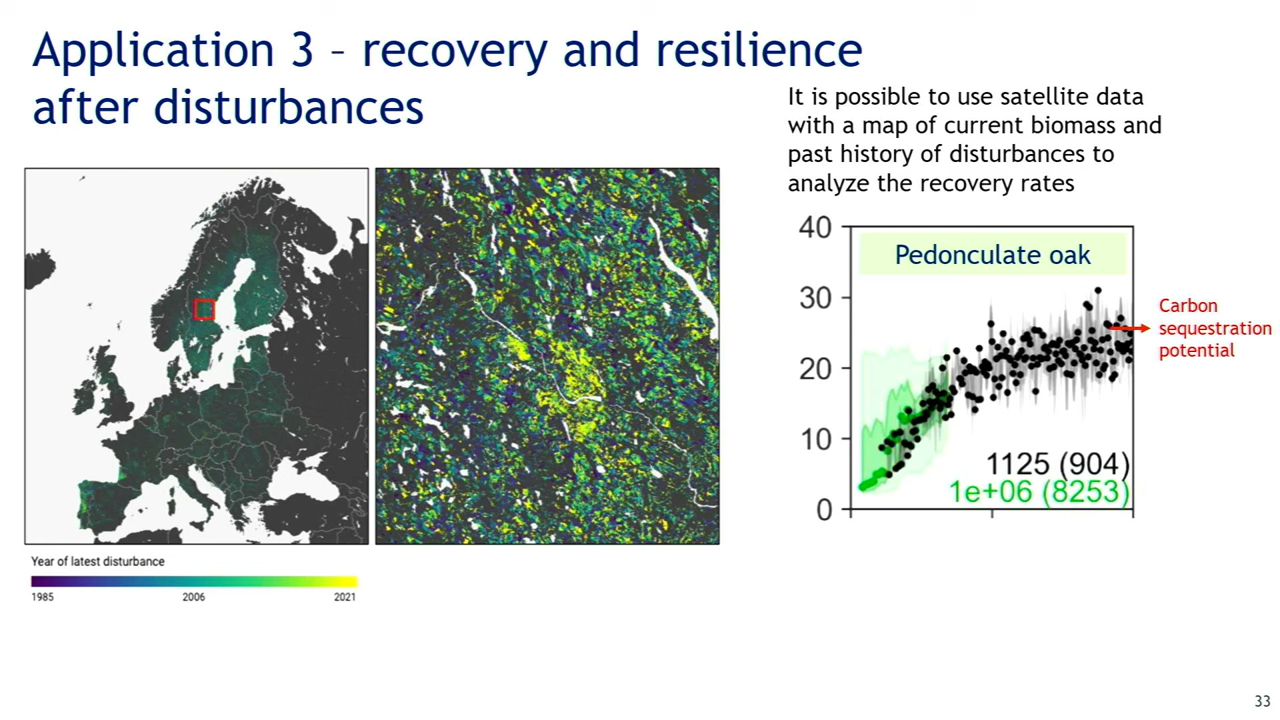 Application 3 – recovery and resilience
after disturbances
It is possible to use satellite data
with a map of current biomass and
past history of disturbances to
analyze the recovery rates
40
30
20
10
0
Pedonculate oak
1125 (904)
1e+06 (8253)
Carbon
sequestration
potential
Year of latest disturbance
1985 2006 2021
33